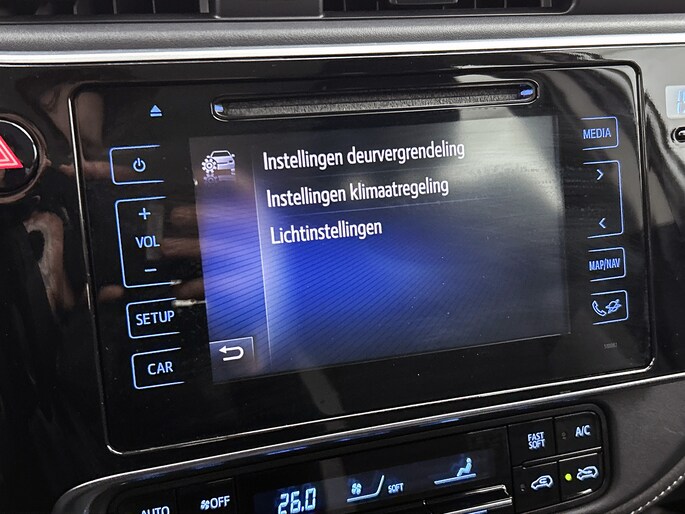 Instellingen deurvergrendeling
Instellingen klimaatregeling
Lichtinstellingen
MEDIA
VOL
MAP/NAV
SETUP
CAR
FAST
SOFT
A/C
AUTO
OFF
26.0
SOFT